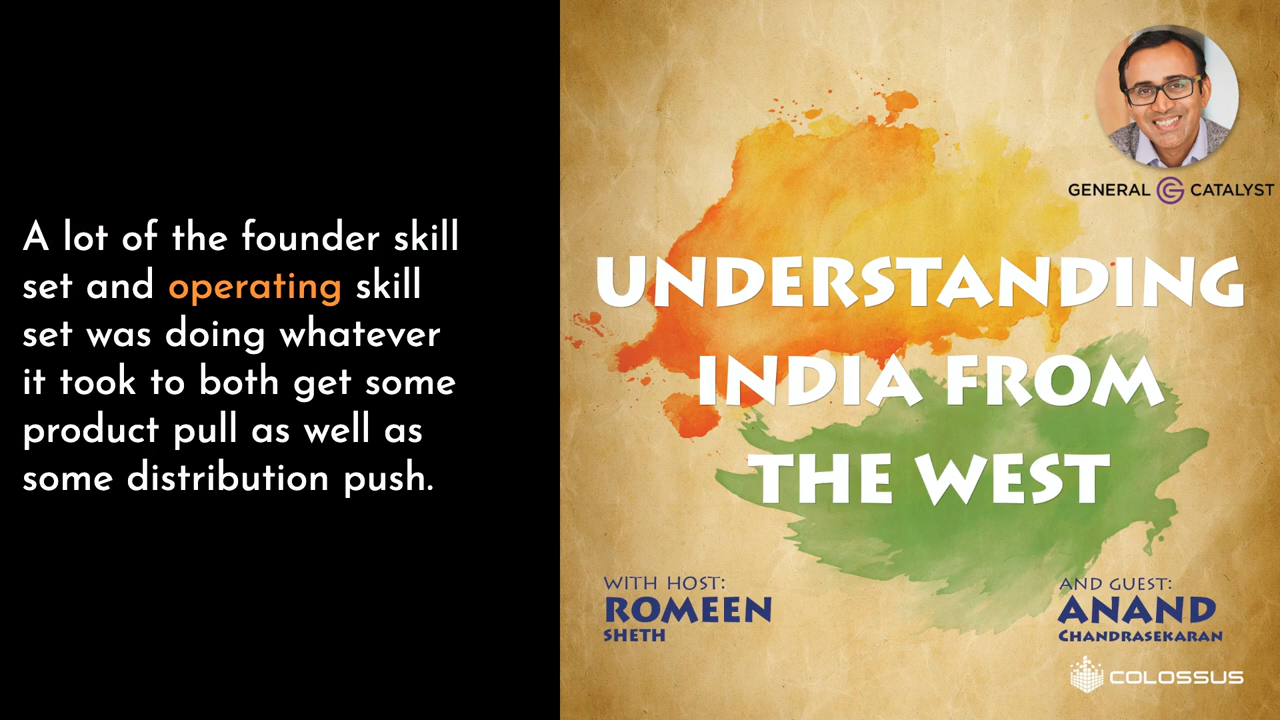 A lot of the founder skill
set and operating skill
set was doing whatever
it took to both get some
product pull as well as
some distribution push.
GENERAL CATALYST
UNDERSTANDING
INDIA FROM
THE WEST
WITH HOST:
ROMEEN
SHETH
AND GUEST:
ANAND
CHANDRASEKARAN
COLOSSUS